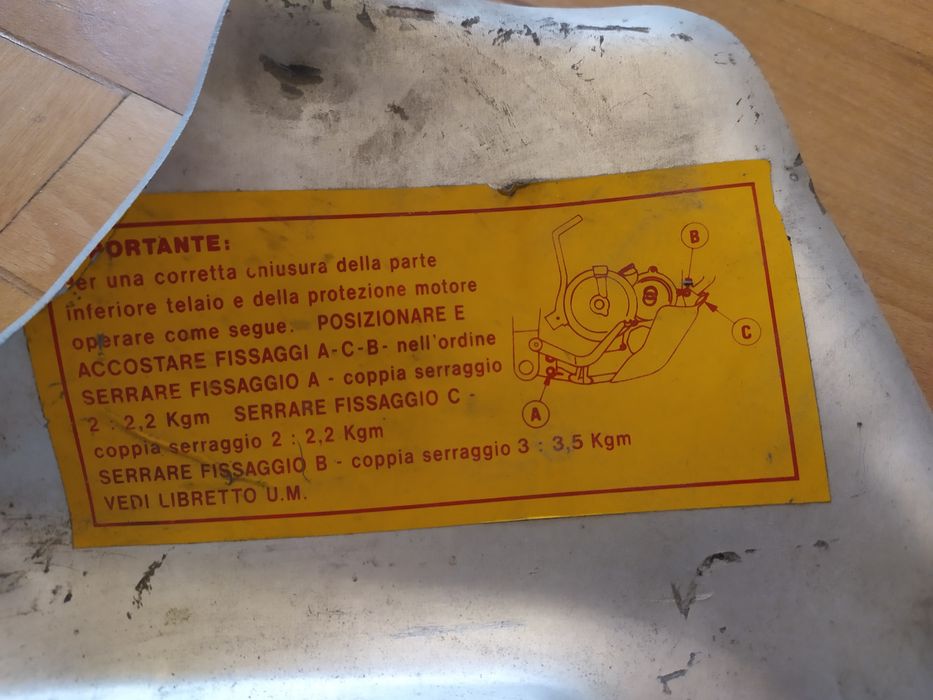 PORTANTE:
er una corretta chiusura della parte
inferiore telaio e della protezione motore
operare come segue. POSIZIONARE E
ACCOSTARE FISSAGGI A-C-B- nell'ordine
SERRARE FISSAGGIO A - coppia serraggio
2 : 2,2 Kgm SERRARE FISSAGGIO C -
coppia serraggio 2 : 2,2 Kgm
SERRARE FISSAGGIO B - coppia serraggio 3 : 3,5 Kgm
VEDI LIBRETTO U.M.
B
C
A